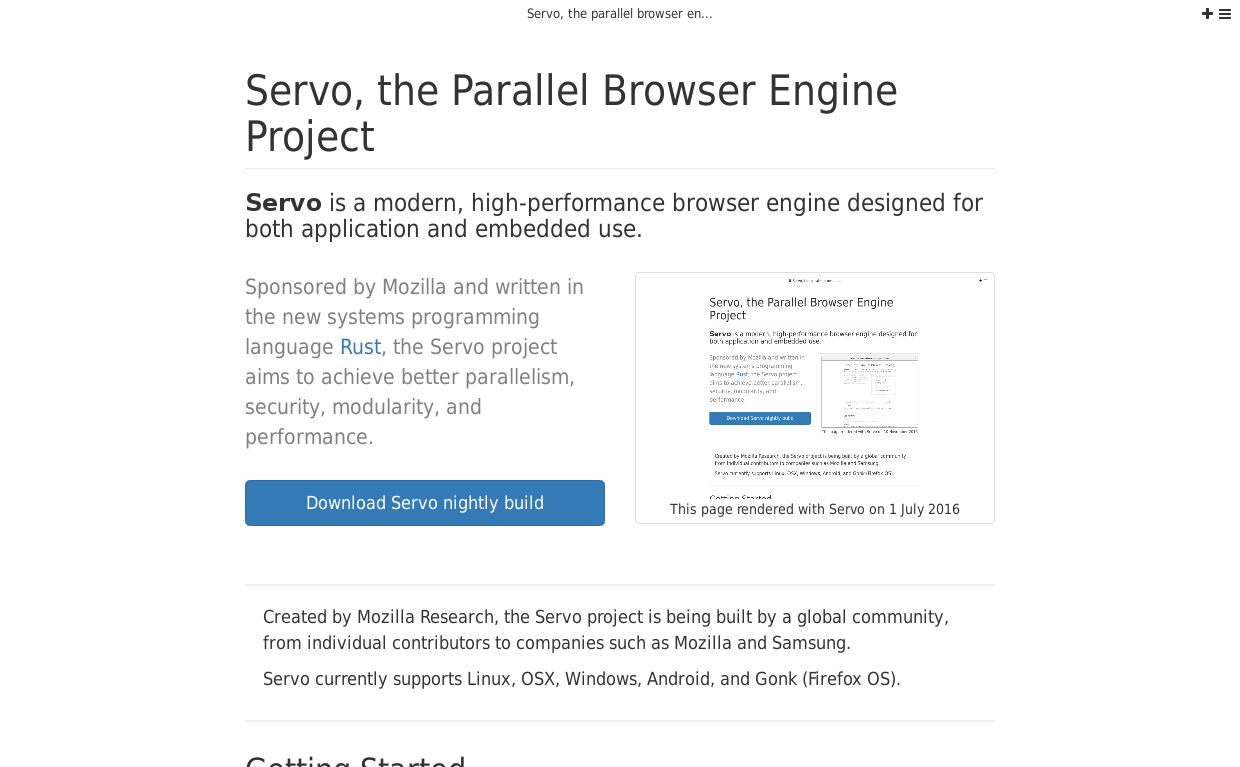 Servo, the parallel browser en...
Servo, the Parallel Browser Engine
Project
Servo is a modern, high-performance browser engine designed for
both application and embedded use.
Sponsored by Mozilla and written in
the new systems programming
language Rust, the Servo project
aims to achieve better parallelism,
security, modularity, and
performance.
Download Servo nightly build
Servo, the Parallel Browser Engine
Project
Servo is a modern, high-performance browser engine designed for
both application and embedded use.
Sponsored by Mozilla and written in
the new systems programming
language Rust, the Servo project
aims to achieve better parallelism,
security, modularity, and
performance.
Download Servo nightly build
Created by Mozilla Research, the Servo project is being built by a global community,
from individual contributors to companies such as Mozilla and Samsung.
Servo currently supports Linux, OSX, Windows, Android, and Gonk (Firefox OS).
Getting Started
This page rendered with Servo on 1 July 2016
Created by Mozilla Research, the Servo project is being built by a global community,
from individual contributors to companies such as Mozilla and Samsung.
Servo currently supports Linux, OSX, Windows, Android, and Gonk (Firefox OS).
Getting Started